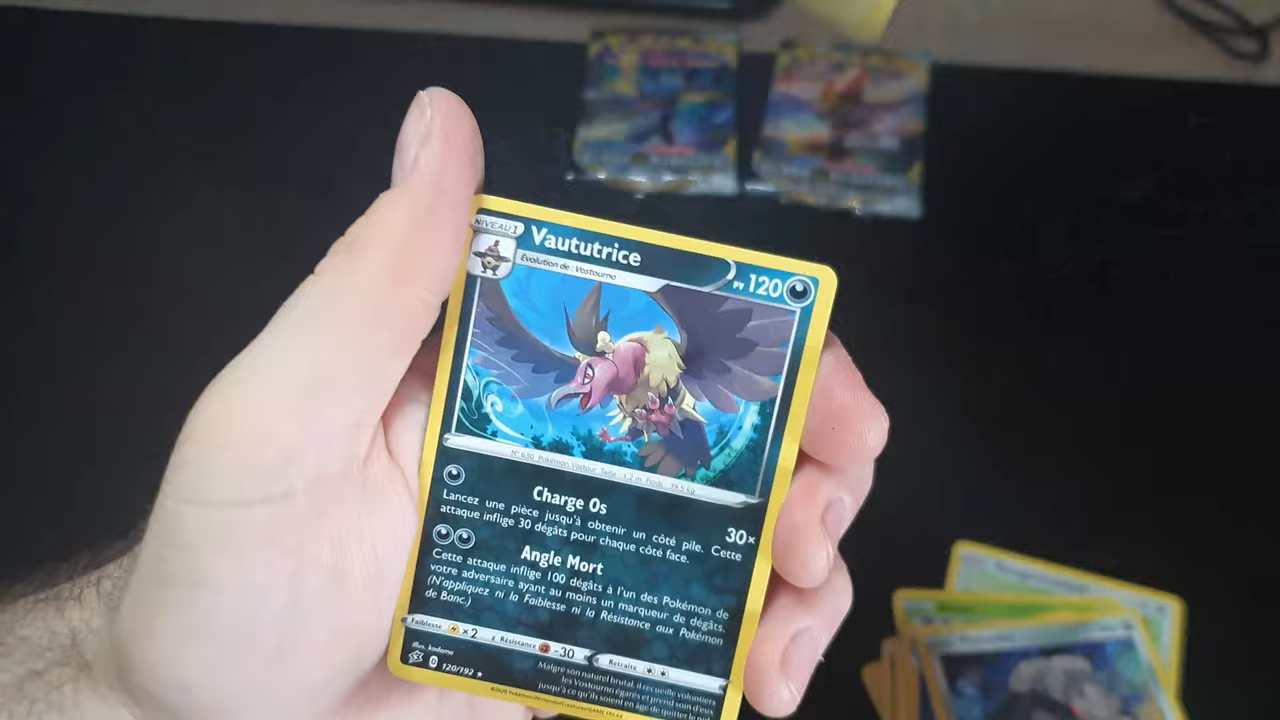 NIVEAU 1
Vaututrice
Évolution de : Vostourno
PV 120
N° 630 Pokémon Vostour Taille : 1,2 m Poids : 39,5 kg
Charge Os
30×
Lancez une pièce jusqu'à obtenir un côté pile. Cette
attaque inflige 30 dégâts pour chaque côté face.
Angle Mort
Cette attaque inflige 100 dégâts à l'un des Pokémon de
votre adversaire ayant au moins un marqueur de dégâts.
(N'appliquez ni la Faiblesse ni la Résistance aux Pokémon
de Banc.)
Faiblesse ×2 Résistance -30 Retraite
Illus. kodama
120/192 ★
Malgré son naturel brutal, il recueille volontiers
les Vostourno égarés et prend soin d'eux
jusqu'à ce qu'ils soient en âge de quitter le nid.
©2020 Pokémon/Nintendo/Creatures/GAME FREAK